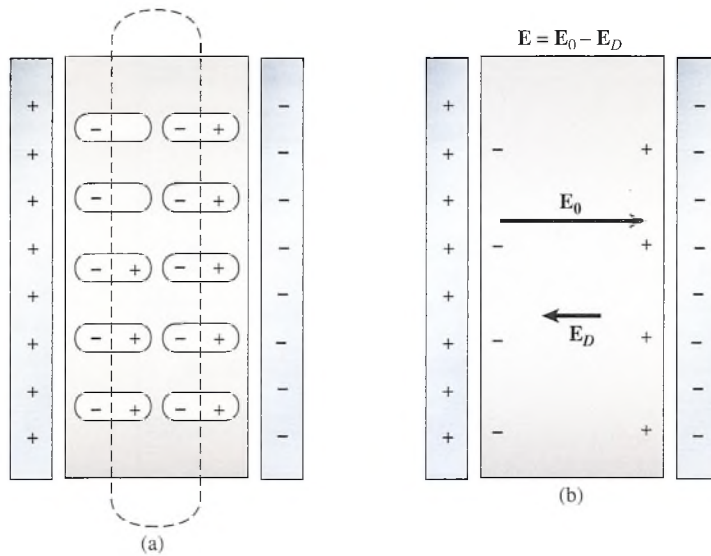 E = E₀ – E_D
+ –
+ – – + –
+ –
+ – – + –
+ –
+ – + – + –
+ –
+ – + – + –
+ –
+ – + – + –
+ –
(a)
+ –
+ – + –
+ –
E₀
+ – + –
+ –
E_D
+ – + –
+ –
+ – + –
(b)